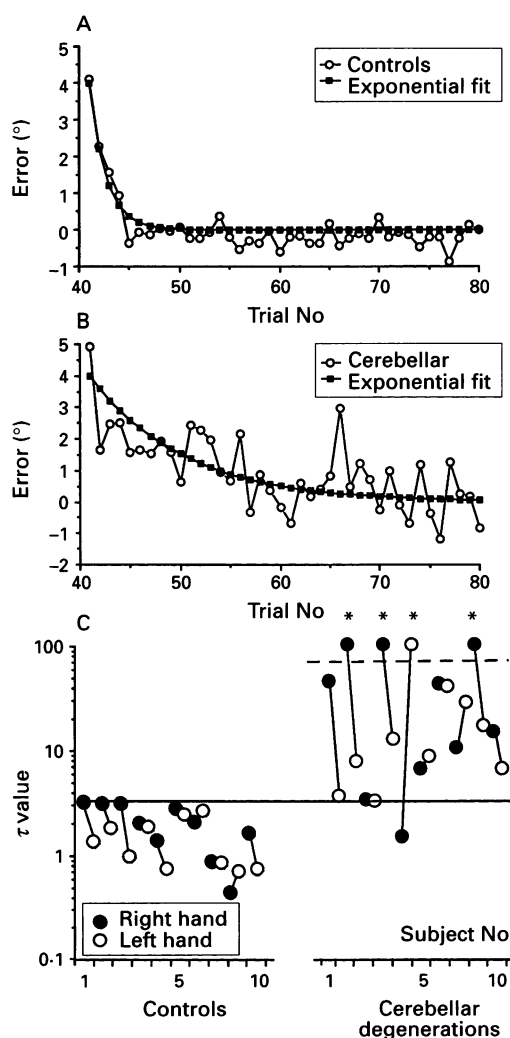 A
5
4
3
2
1
0
−1
Error (°)
Controls
Exponential fit
40 50 60 70 80
Trial No
B
5
4
3
2
1
0
−1
−2
Error (°)
Cerebellar
Exponential fit
40 50 60 70 80
Trial No
C
* * * *
100
10
1
0·1
τ value
Right hand
Left hand
Subject No
1 5 10
Controls
1 5 10
Cerebellar
degenerations